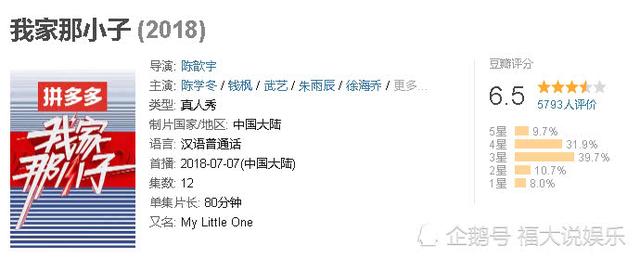 我家那小子 (2018)
拼多多
我家那小子
导演: 陈歆宇
主演: 陈学冬 / 钱枫 / 武艺 / 朱雨辰 / 徐海乔 / 更多...
类型: 真人秀
制片国家/地区: 中国大陆
语言: 汉语普通话
首播: 2018-07-07(中国大陆)
集数: 12
单集片长: 80分钟
又名: My Little One
豆瓣评分
6.5
5793人评价
5星 9.7%
4星 31.9%
3星 39.7%
2星 10.7%
1星 8.0%
企鹅号 福大说娱乐